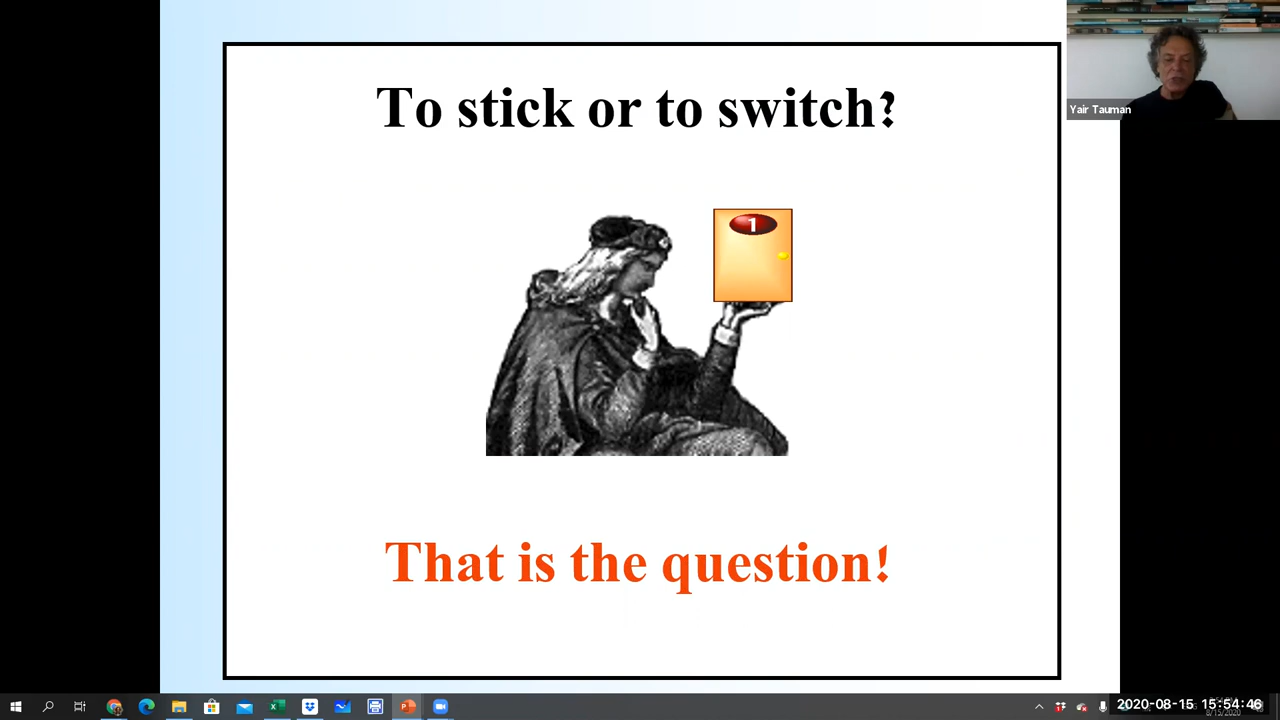 To stick or to switch?
Yair Tauman
1
That is the question!
2020-08-15 15:54:46